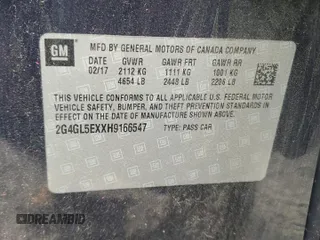 GM
MFD BY GENERAL MOTORS OF CANADA COMPANY
DATE GVWR GAWR FRT GAWR RR
02/17 2112 KG 1111 KG 1001 KG
4654 LB 2449 LB 2206 LB
THIS VEHICLE CONFORMS TO ALL APPLICABLE U.S. FEDERAL MOTOR
VEHICLE SAFETY, BUMPER, AND THEFT PREVENTION STANDARDS
IN EFFECT ON THE DATE OF MANUFACTURE SHOWN ABOVE.
2G4GL5EXXH9166547 TYPE: PASS CAR
DREAMBID